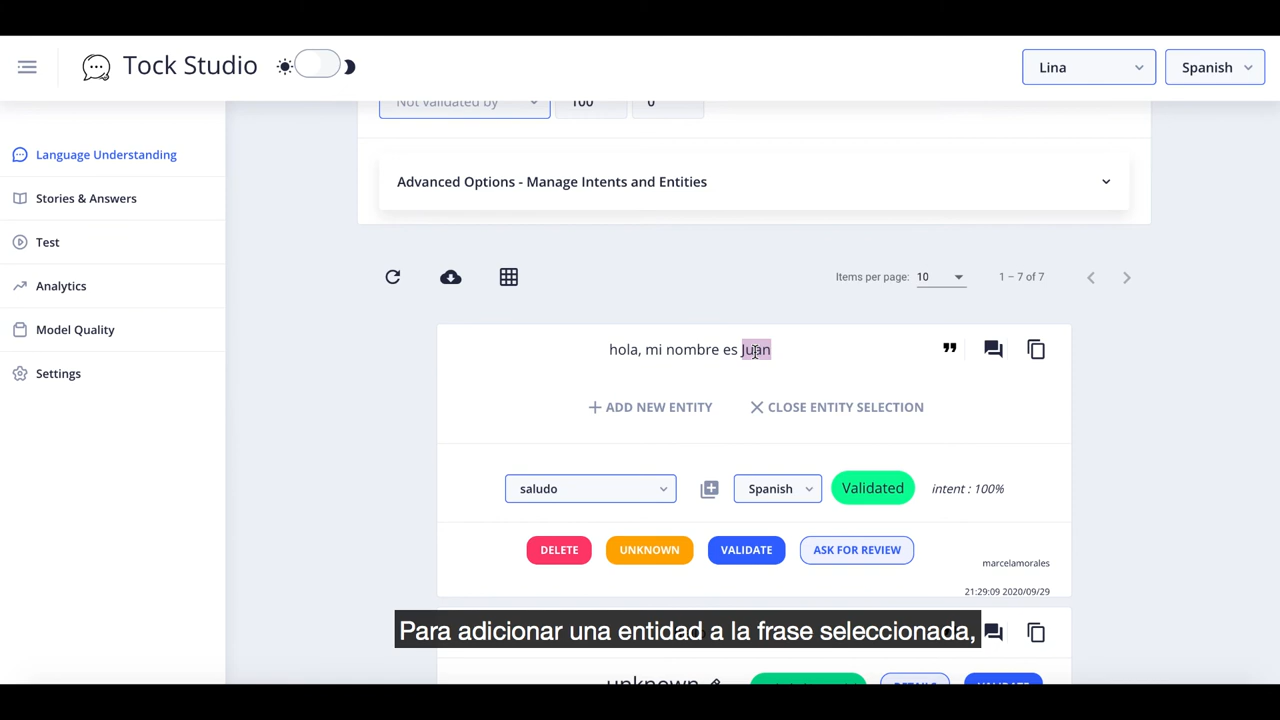 Tock Studio
Lina
Spanish
Not validated by
100
0
Language Understanding
Stories & Answers
Test
Analytics
Model Quality
Settings
Advanced Options - Manage Intents and Entities
Items per page: 10
1 – 7 of 7
hola, mi nombre es Juan
ADD NEW ENTITY
CLOSE ENTITY SELECTION
saludo
Spanish
Validated
intent : 100%
DELETE
UNKNOWN
VALIDATE
ASK FOR REVIEW
marcelamorales
21:29:09 2020/09/29
Para adicionar una entidad a la frase seleccionada,
unknown